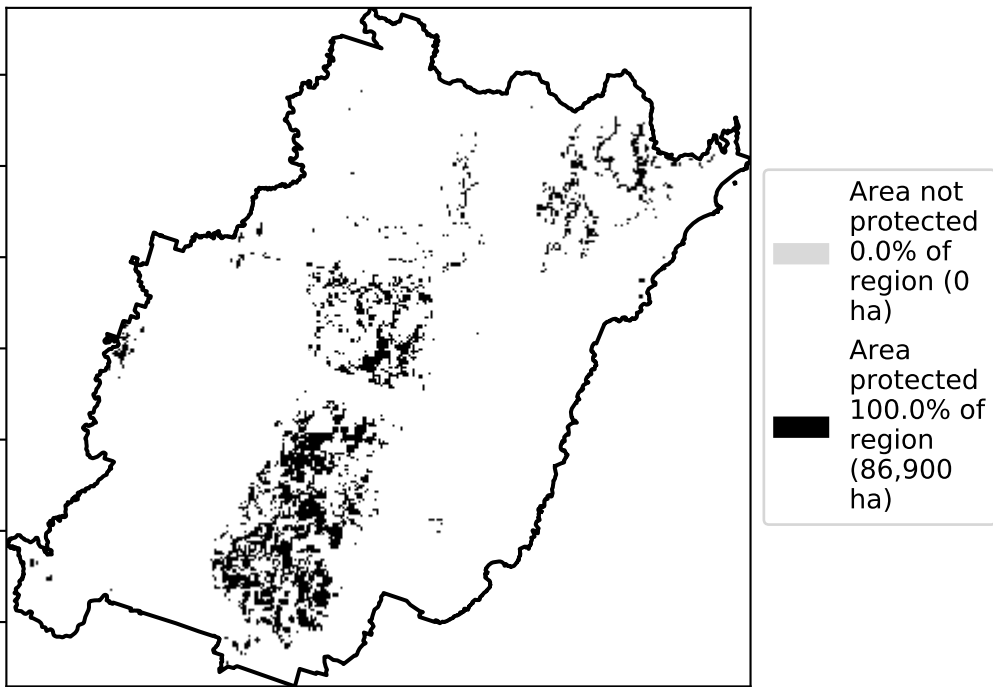 Area not
protected
0.0% of
region (0
ha)
Area
protected
100.0% of
region
(86,900
ha)